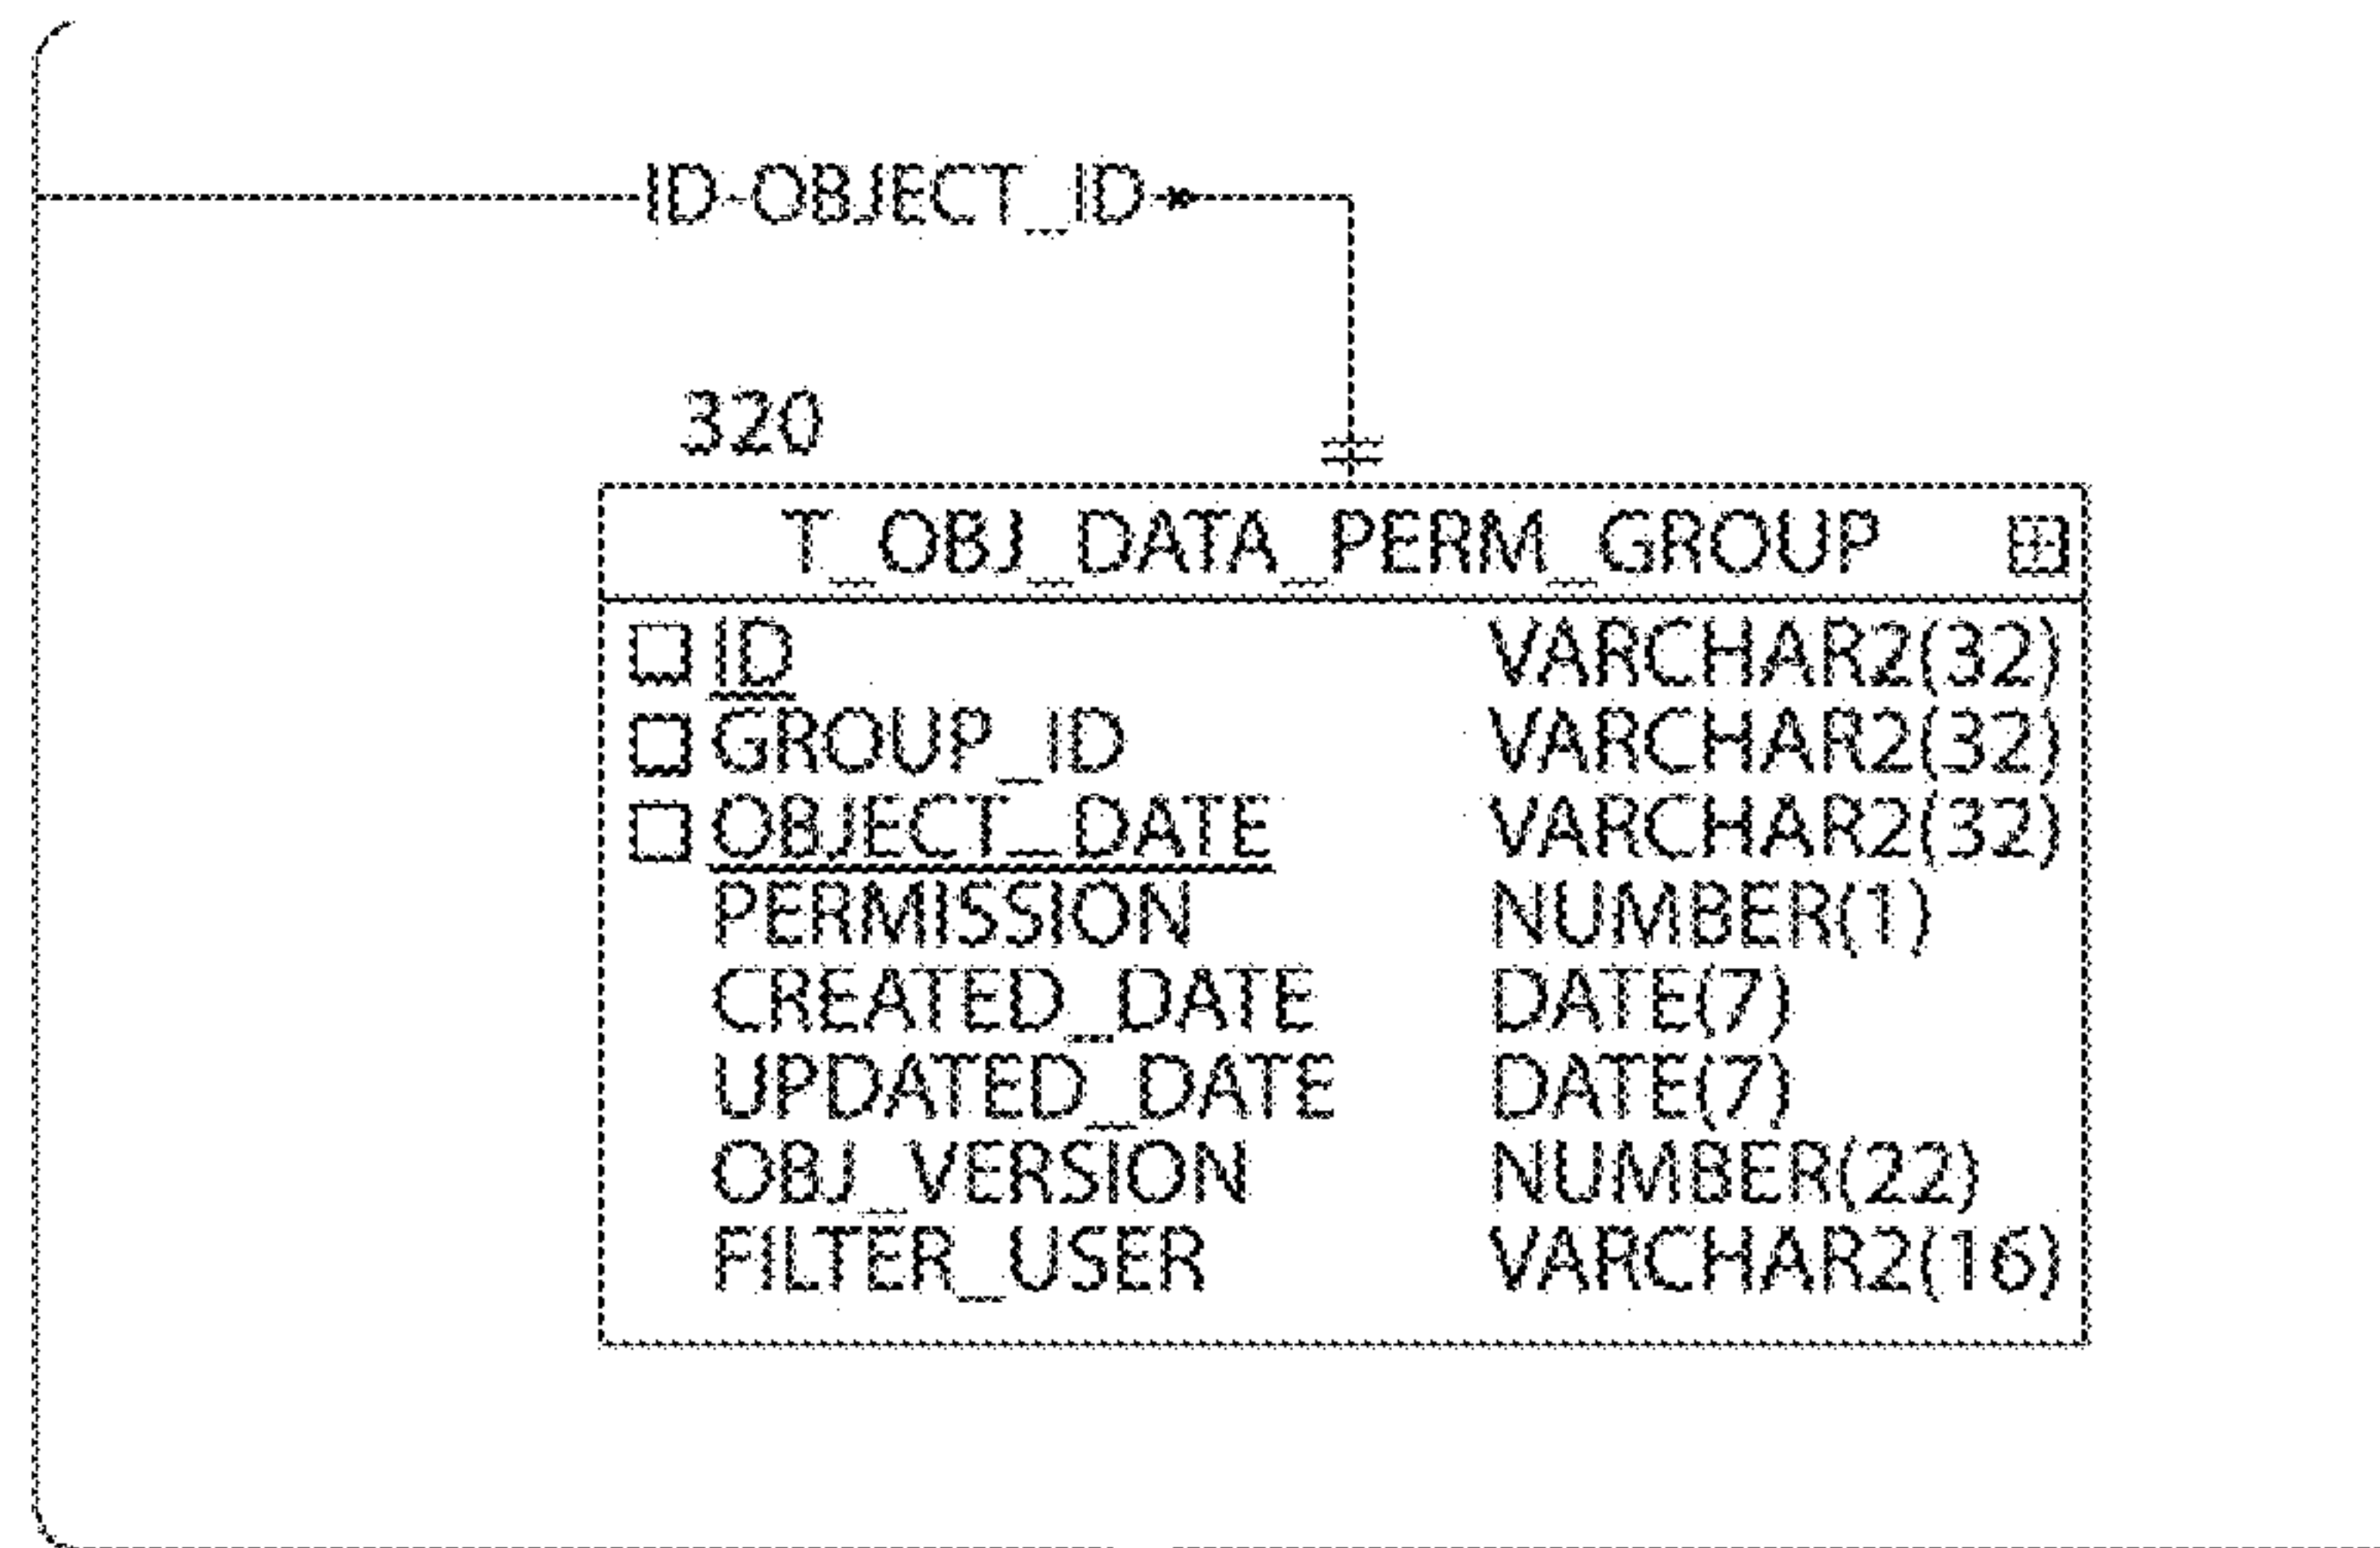 ID-OBJECT_ID
320
T_OBJ_DATA_PERM_GROUP
ID VARCHAR2(32)
GROUP_ID VARCHAR2(32)
OBJECT_DATE VARCHAR2(32)
PERMISSION NUMBER(1)
CREATED_DATE DATE(7)
UPDATED_DATE DATE(7)
OBJ_VERSION NUMBER(22)
FILTER_USER VARCHAR2(16)